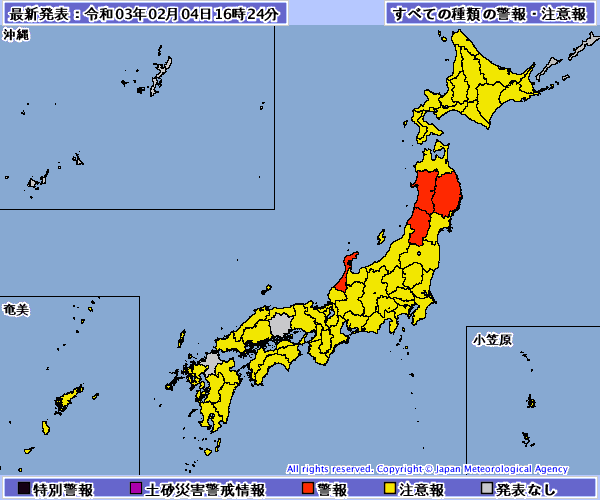 最新発表：令和03年02月04日16時24分
すべての種類の警報・注意報
沖縄
奄美
小笠原
All rights reserved. Copyright © Japan Meteorological Agency
特別警報 土砂災害警戒情報 警報 注意報 発表なし